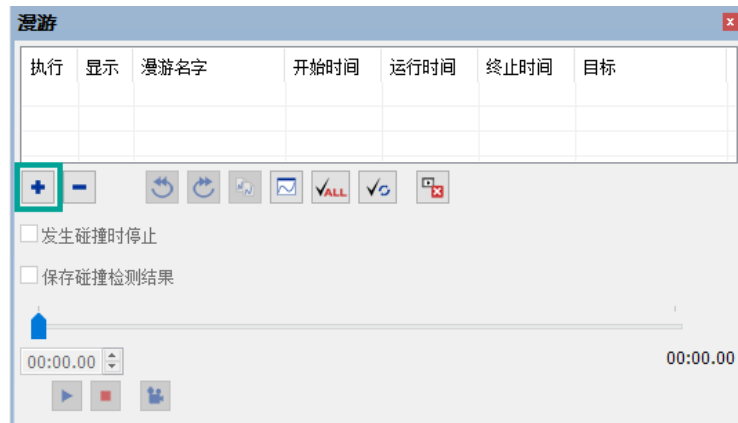 漫游
执行 显示 漫游名字 开始时间 运行时间 终止时间 目标
ALL
发生碰撞时停止
保存碰撞检测结果
00:00.00 00:00.00